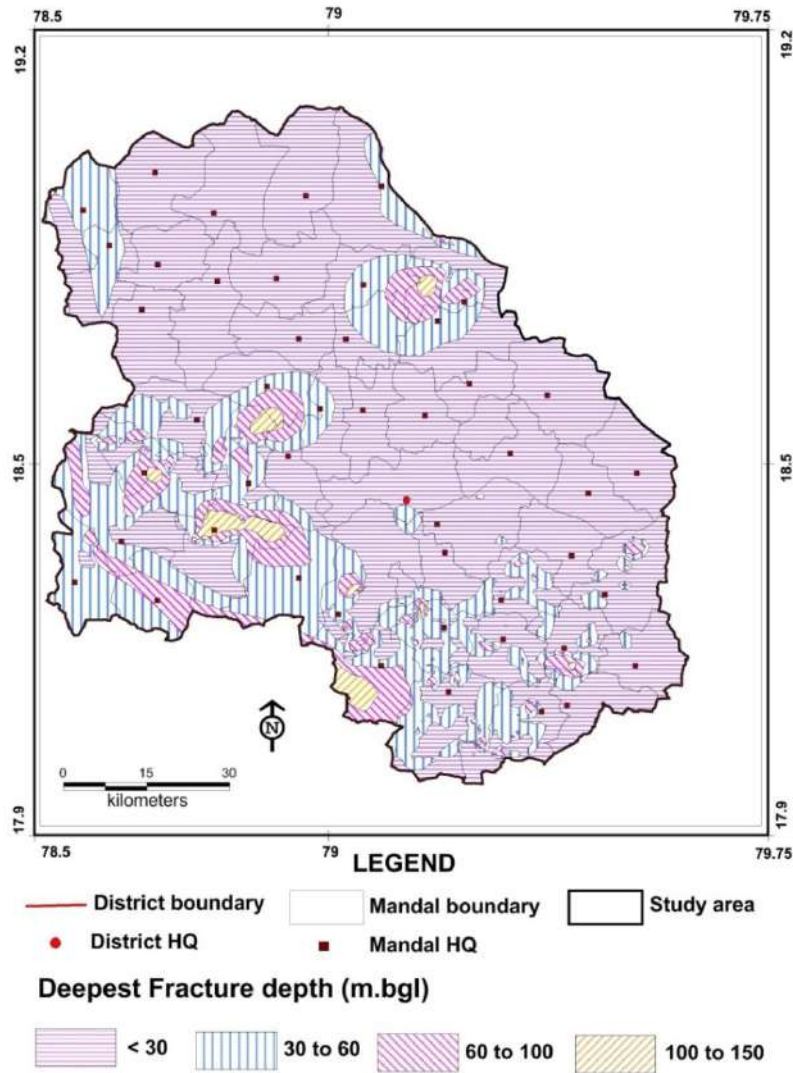 78.5 79 79.75
19.2 19.2
18.5 18.5
N
0 15 30
kilometers
17.9 17.9
78.5 79 79.75
LEGEND
District boundary Mandal boundary Study area
District HQ Mandal HQ
Deepest Fracture depth (m.bgl)
< 30 30 to 60 60 to 100 100 to 150